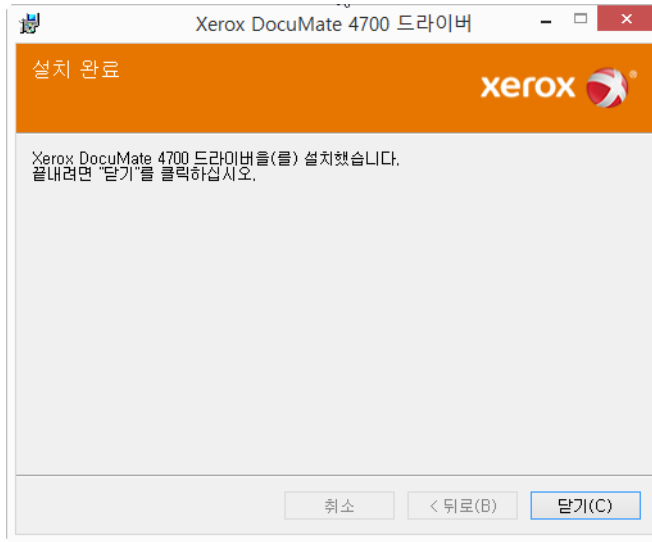 Xerox DocuMate 4700 드라이버
설치 완료
xerox
Xerox DocuMate 4700 드라이버을(를) 설치했습니다.
끝내려면 "닫기"를 클릭하십시오.
취소
< 뒤로(B)
닫기(C)